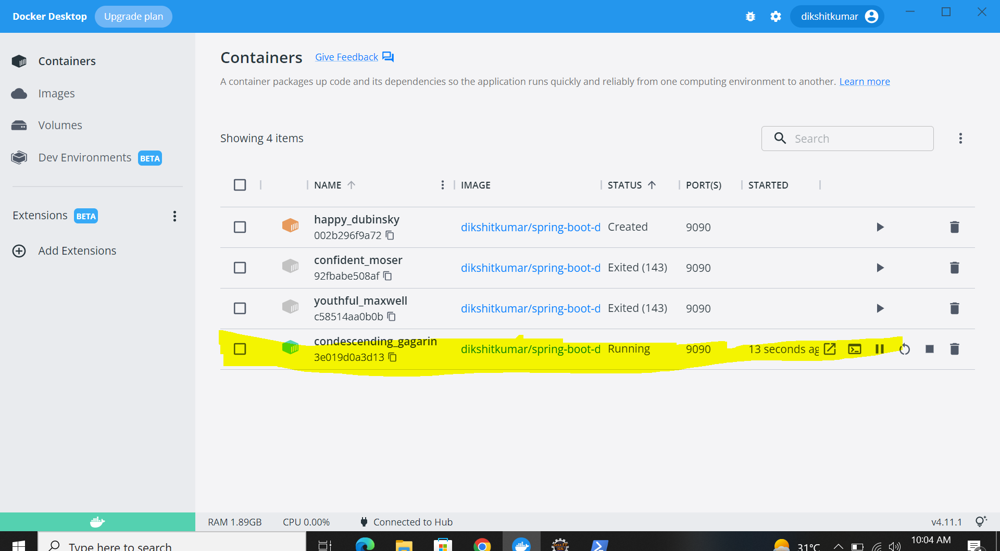 Docker Desktop Upgrade plan dikshitkumar
Containers
Images
Volumes
Dev Environments BETA
Extensions BETA
Add Extensions
Containers Give Feedback
A container packages up code and its dependencies so the application runs quickly and reliably from one computing environment to another. Learn more
Showing 4 items Search
NAME IMAGE STATUS PORT(S) STARTED
happy_dubinsky
002b296f9a72 dikshitkumar/spring-boot-d Created 9090
confident_moser
92fbabe508af dikshitkumar/spring-boot-d Exited (143) 9090
youthful_maxwell
c58514aa0b0b dikshitkumar/spring-boot-d Exited (143) 9090
condescending_gagarin
3e019d0a3d13 dikshitkumar/spring-boot-d Running 9090 13 seconds ag
RAM 1.89GB CPU 0.00% Connected to Hub v4.11.1
Type here to search 31°C 10:04 AM